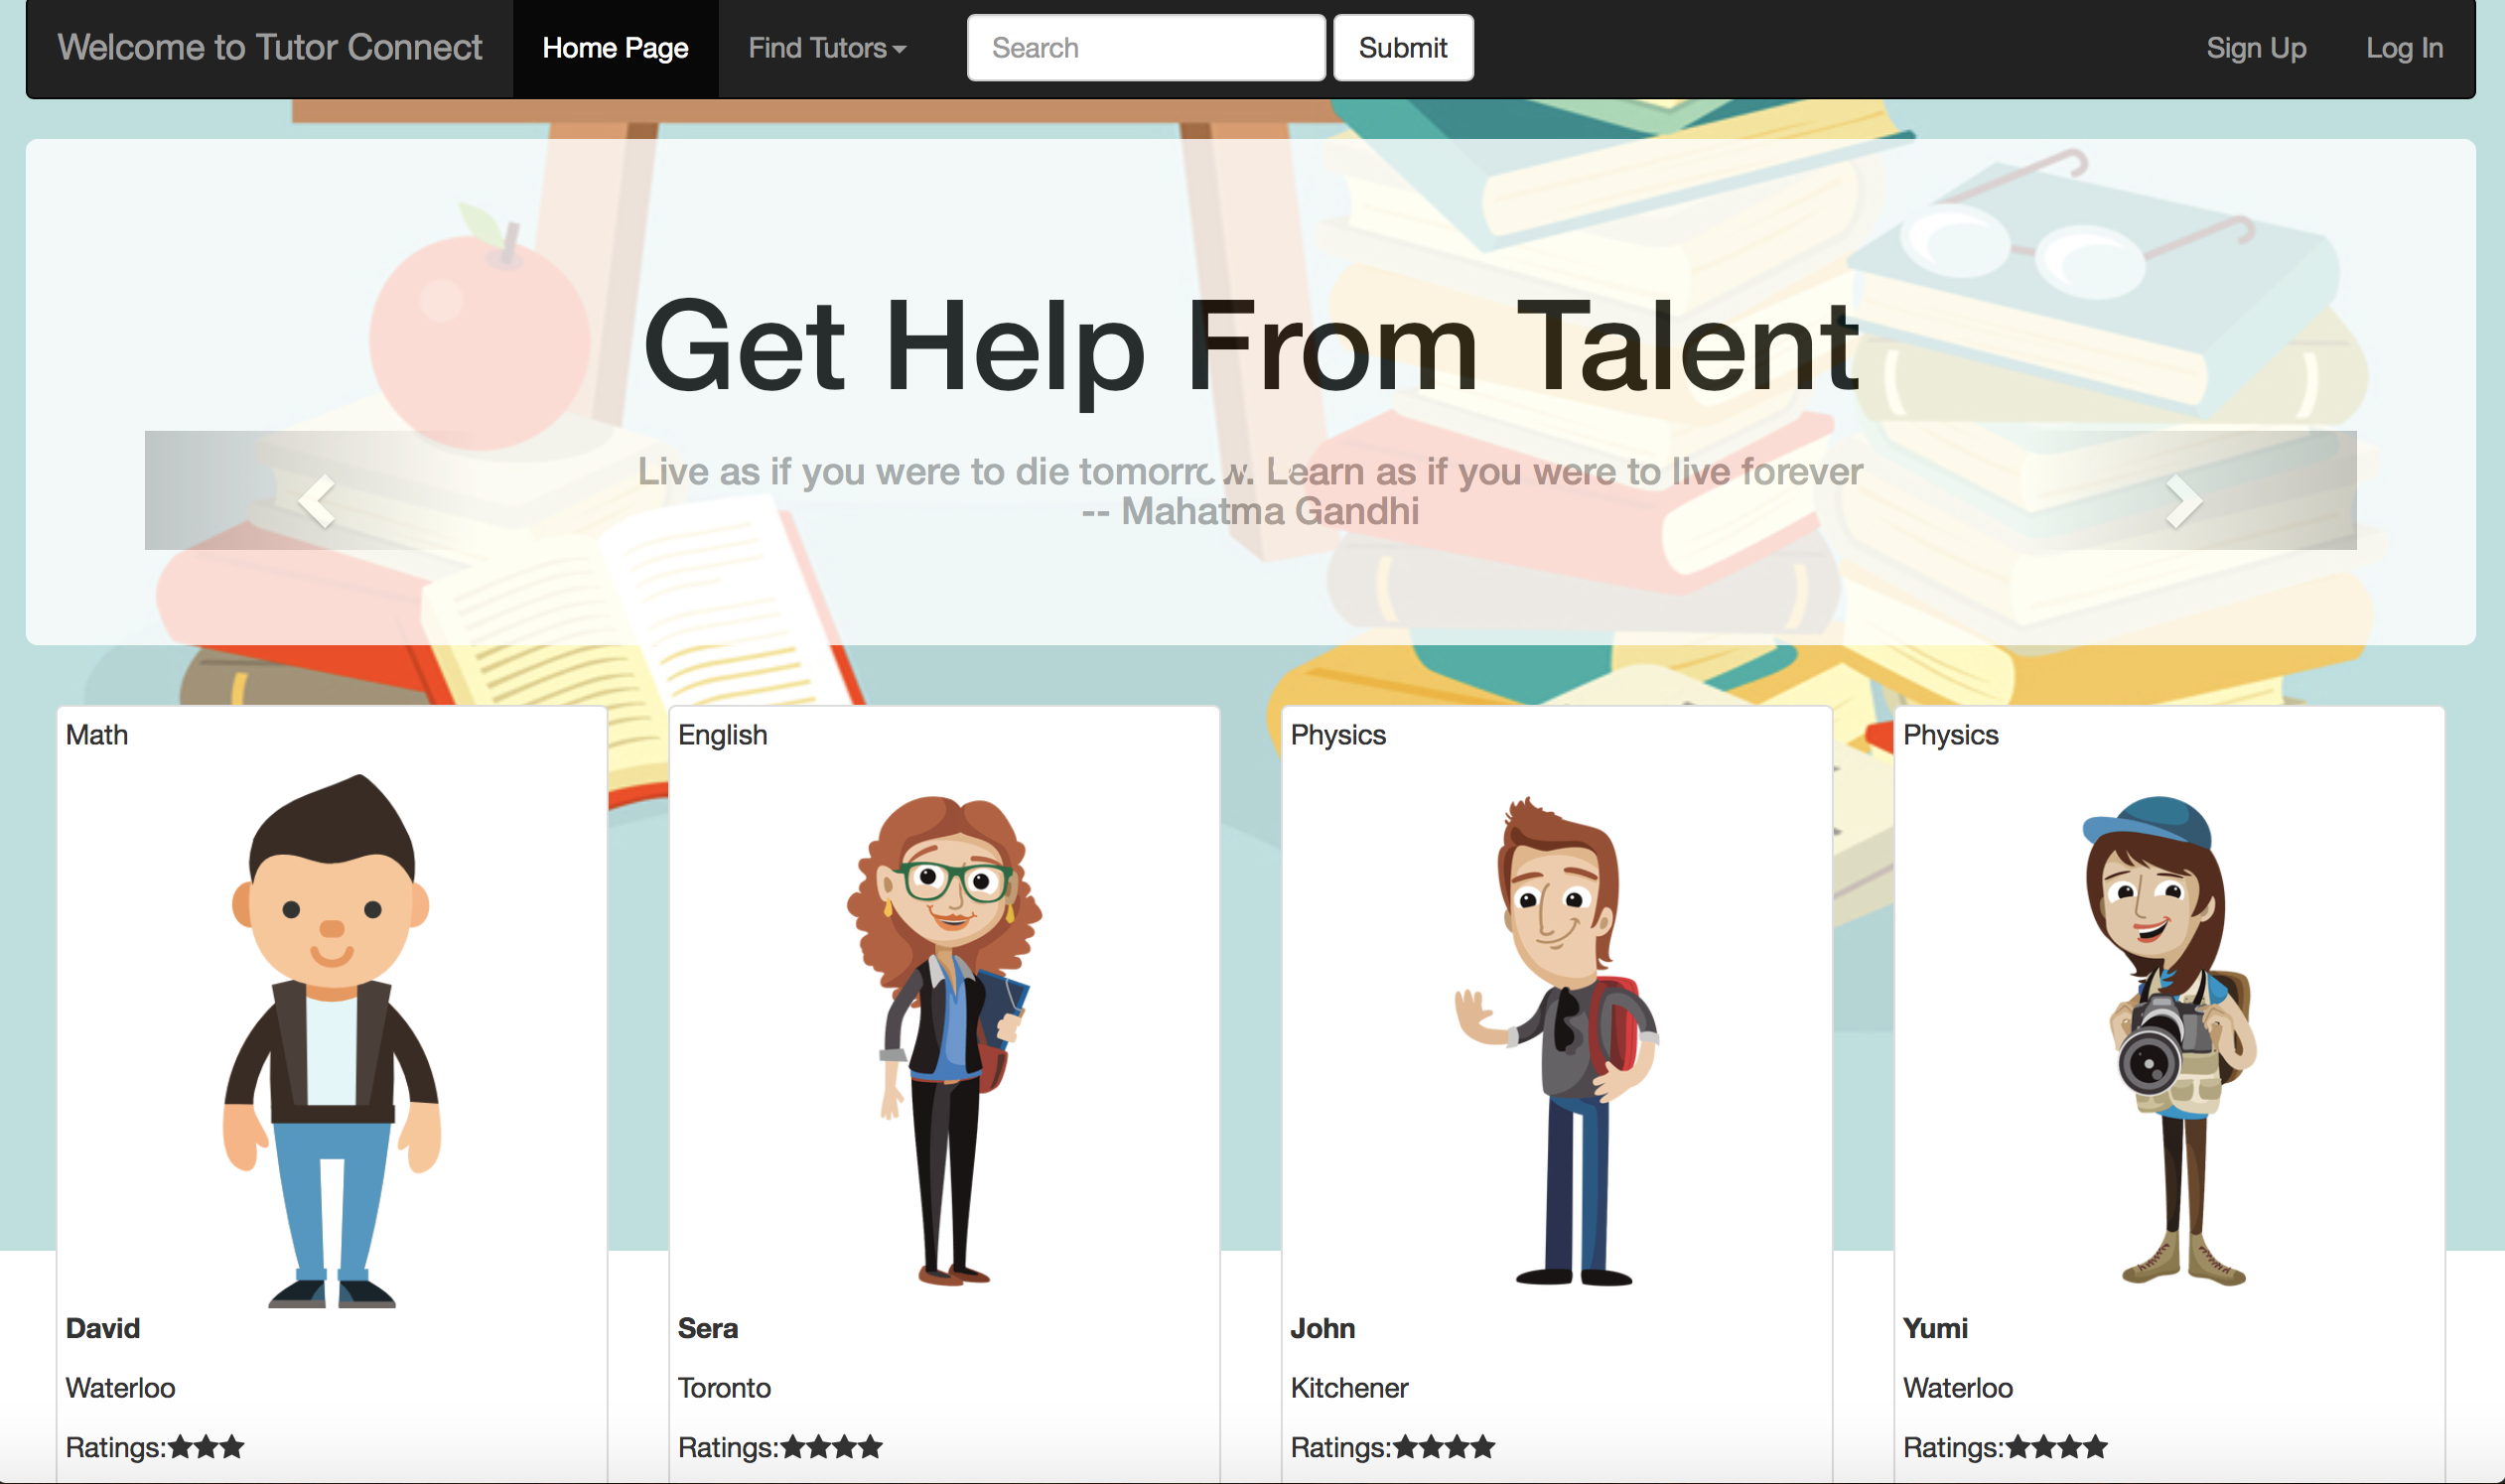 Welcome to Tutor Connect Home Page Find Tutors Search Submit Sign Up Log In
Get Help From Talent
Live as if you were to die tomorrow. Learn as if you were to live forever
-- Mahatma Gandhi
Math
David
Waterloo
Ratings:★★★
English
Sera
Toronto
Ratings:★★★★
Physics
John
Kitchener
Ratings:★★★★
Physics
Yumi
Waterloo
Ratings:★★★★